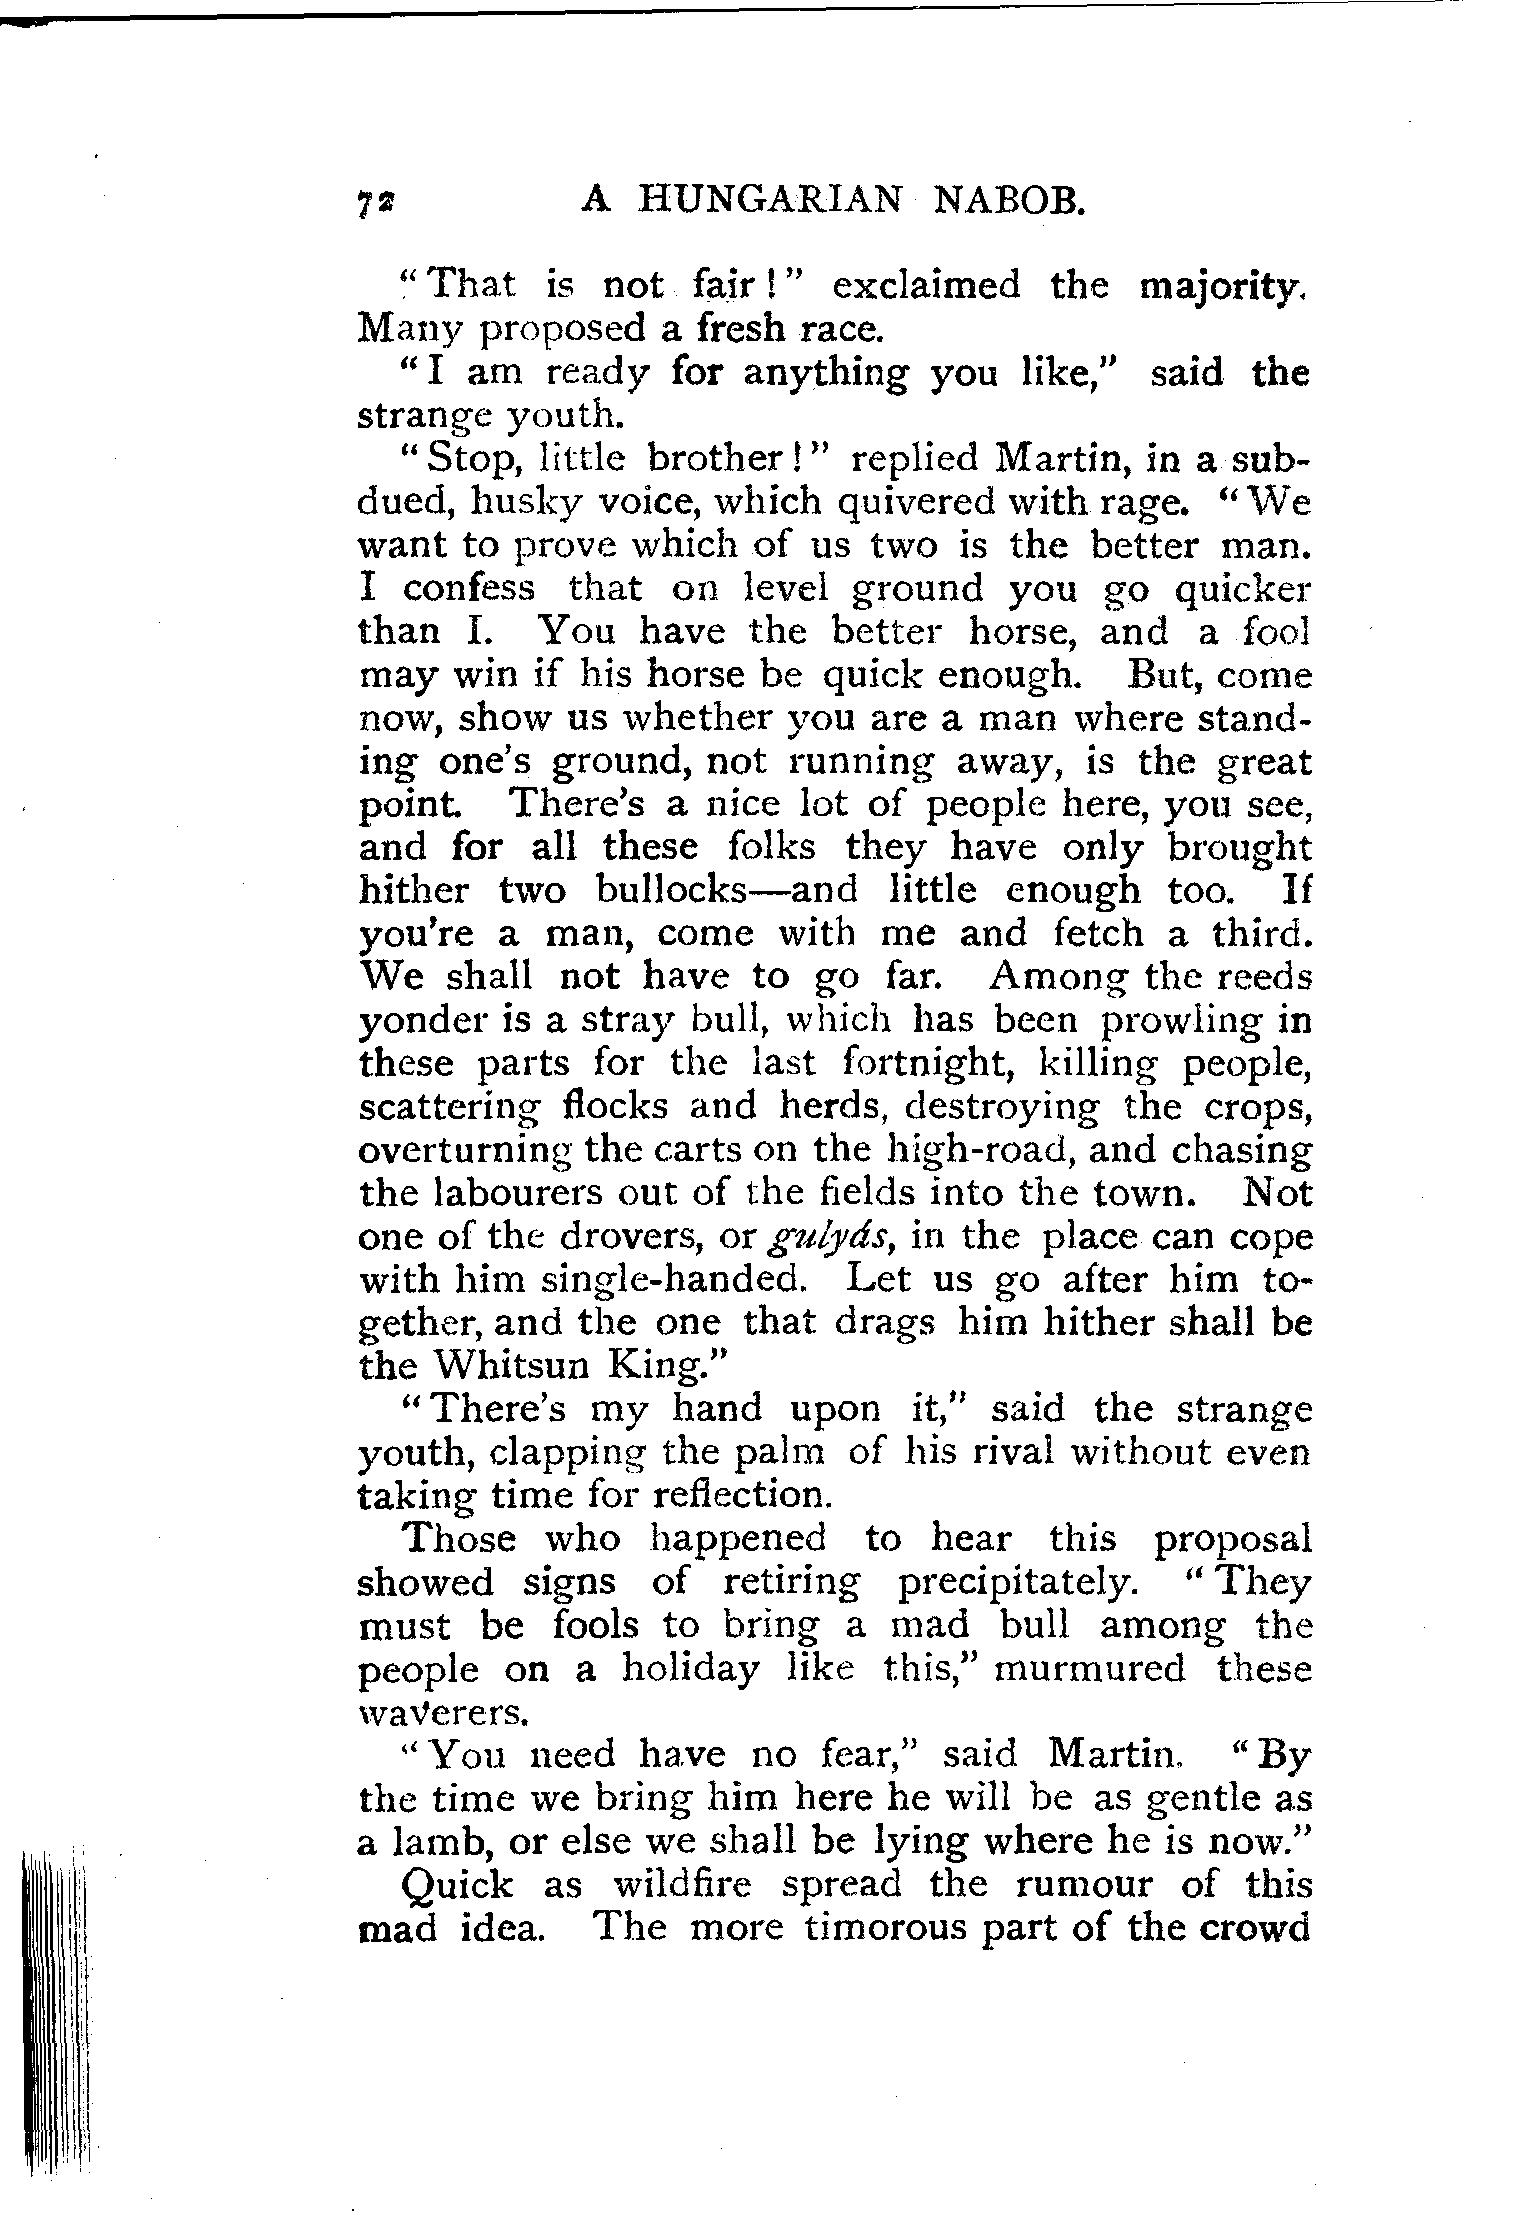 72 A HUNGARIAN NABOB.
“That is not fair!” exclaimed the majority.
Many proposed a fresh race.
“I am ready for anything you like,” said the
strange youth.
“Stop, little brother!” replied Martin, in a sub-
dued, husky voice, which quivered with rage. “We
want to prove which of us two is the better man.
I confess that on level ground you go quicker
than I. You have the better horse, and a fool
may win if his horse be quick enough. But, come
now, show us whether you are a man where stand-
ing one's ground, not running away, is the great
point. There's a nice lot of people here, you see,
and for all these folks they have only brought
hither two bullocks—and little enough too. If
you're a man, come with me and fetch a third.
We shall not have to go far. Among the reeds
yonder is a stray bull, which has been prowling in
these parts for the last fortnight, killing people,
scattering flocks and herds, destroying the crops,
overturning the carts on the high-road, and chasing
the labourers out of the fields into the town. Not
one of the drovers, or gulyás, in the place can cope
with him single-handed. Let us go after him to-
gether, and the one that drags him hither shall be
the Whitsun King.”
“There's my hand upon it,” said the strange
youth, clapping the palm of his rival without even
taking time for reflection.
Those who happened to hear this proposal
showed signs of retiring precipitately. “They
must be fools to bring a mad bull among the
people on a holiday like this,” murmured these
waverers.
“You need have no fear,” said Martin. “By
the time we bring him here he will be as gentle as
a lamb, or else we shall be lying where he is now.”
Quick as wildfire spread the rumour of this
mad idea. The more timorous part of the crowd